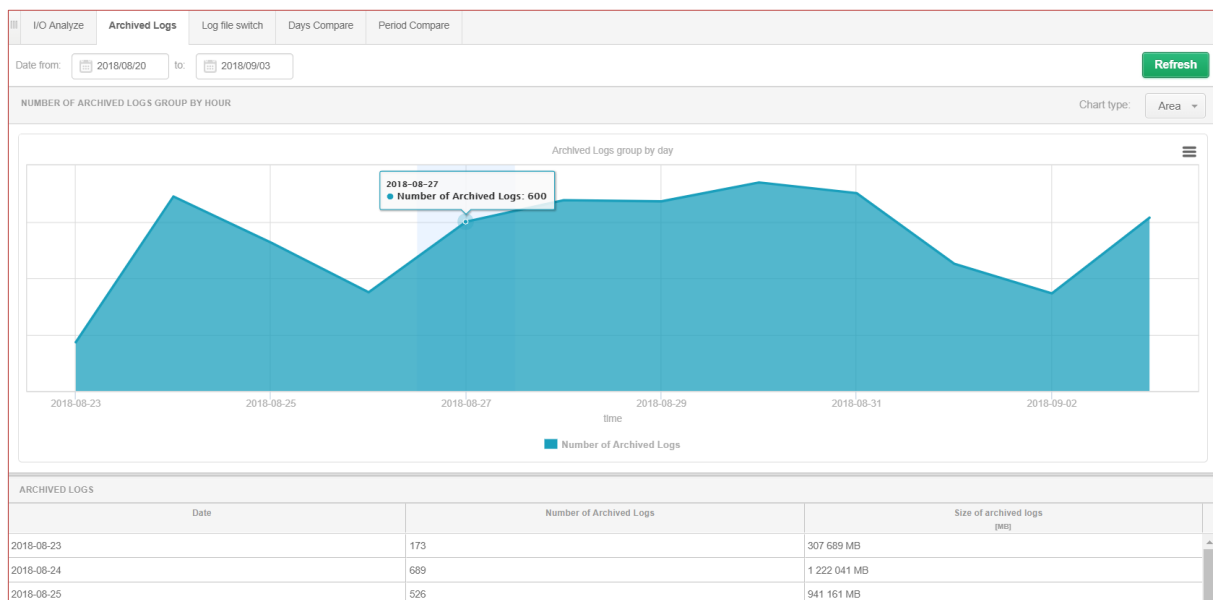 I/O Analyze Archived Logs Log file switch Days Compare Period Compare
Date from: 2018/08/20 to: 2018/09/03 Refresh
NUMBER OF ARCHIVED LOGS GROUP BY HOUR Chart type: Area
Archived Logs group by day
2018-08-27
Number of Archived Logs: 600
2018-08-23 2018-08-25 2018-08-27 2018-08-29 2018-08-31 2018-09-02
time
Number of Archived Logs
ARCHIVED LOGS
Date Number of Archived Logs Size of archived logs
[MB]
2018-08-23 173 307 689 MB
2018-08-24 689 1 222 041 MB
2018-08-25 526 941 161 MB